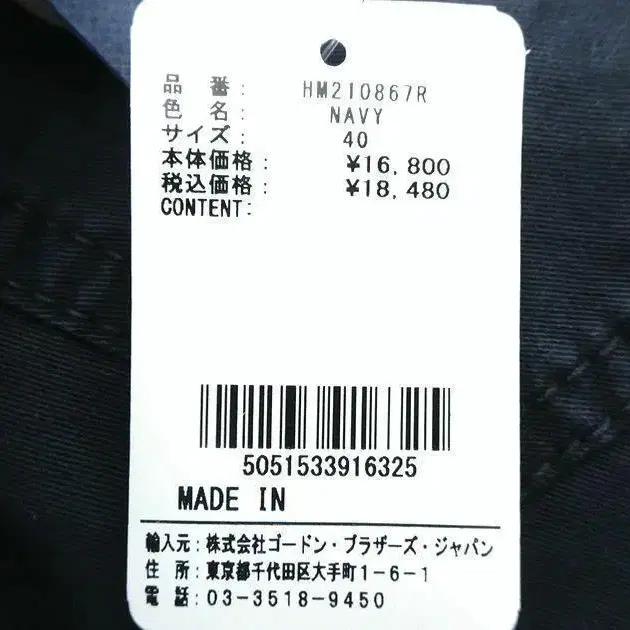 品 番: HM210867R
色 名: NAVY
サイズ: 40
本体価格: ¥16,800
税込価格: ¥18,480
CONTENT:
5051533916325
MADE IN
輸入元:株式会社ゴードン・ブラザーズ・ジャパン
住 所:東京都千代田区大手町1-6-1
電 話:03-3518-9450